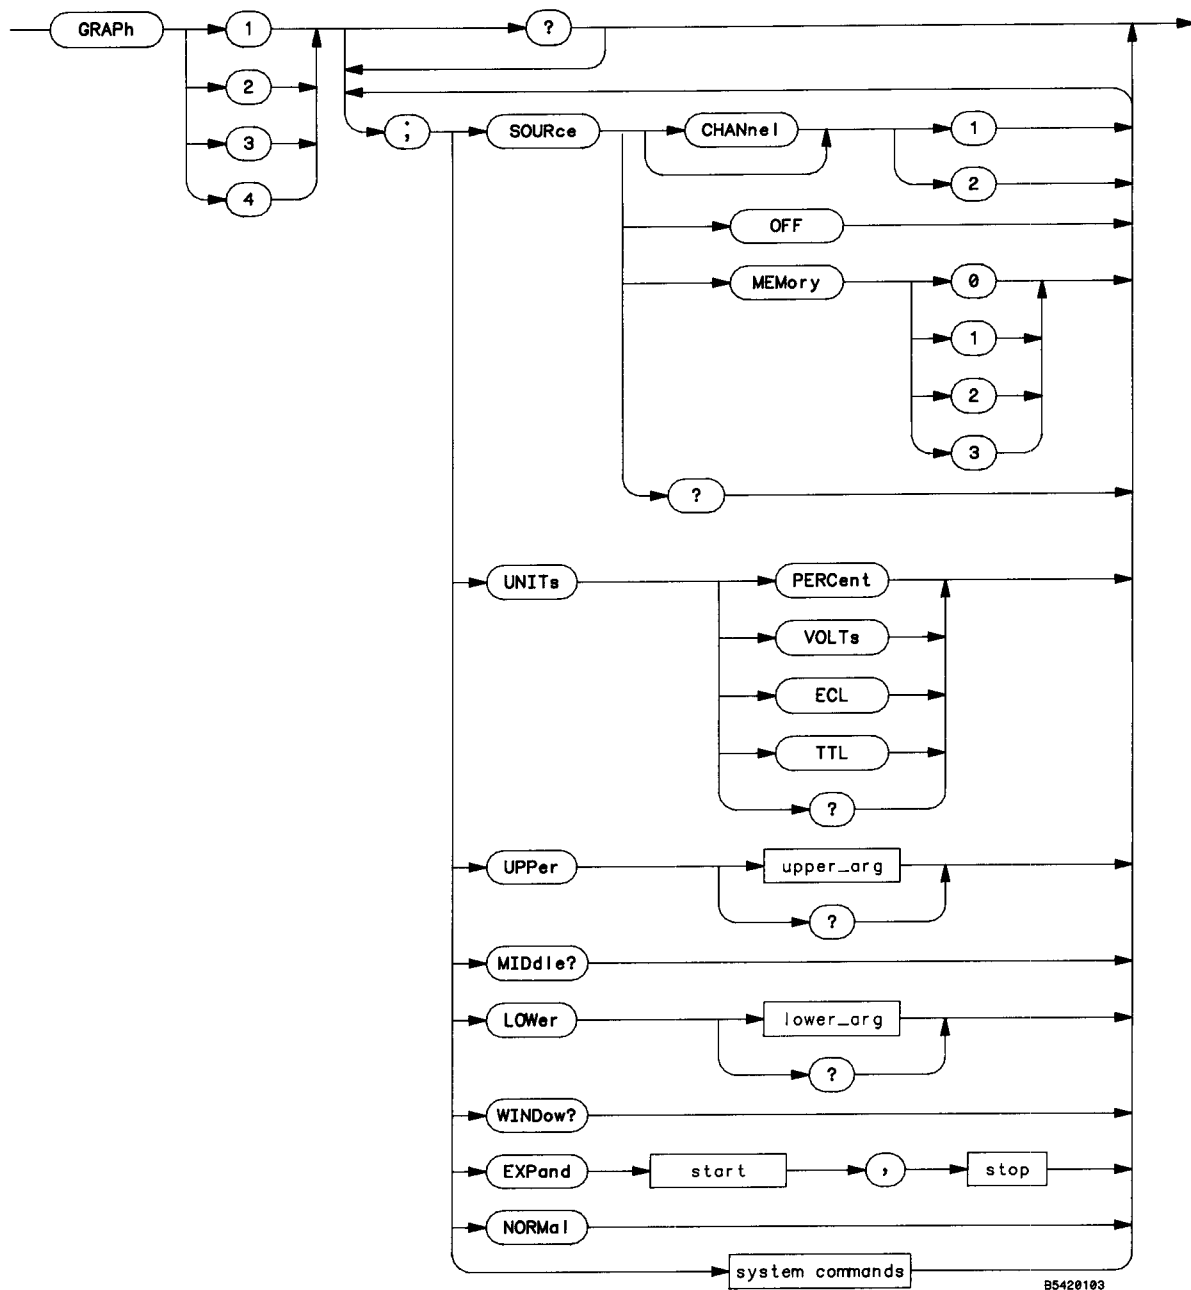 GRAPh 1 ?
2
3
4
; SOURce CHANnel 1
2
OFF
MEMory 0
1
2
3
?
UNITs PERCent
VOLTs
ECL
TTL
?
UPPer upper_arg
?
MIDdle?
LOWer lower_arg
?
WINDow?
EXPand start , stop
NORMal
system commands
B5420103